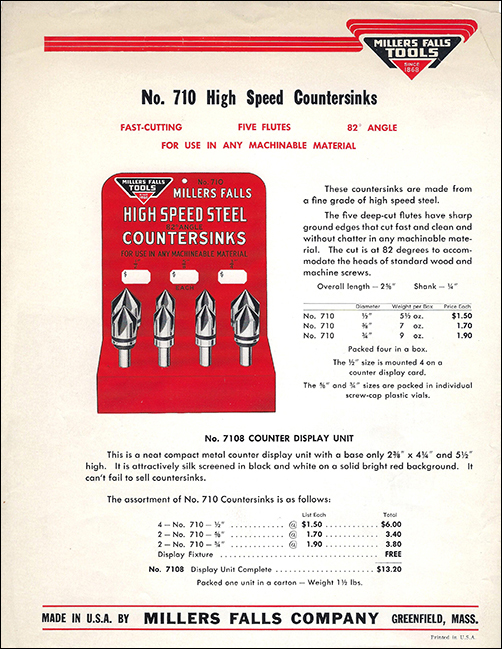 MILLERS FALLS
TOOLS
SINCE
1868
No. 710 High Speed Countersinks
FAST-CUTTING FIVE FLUTES 82° ANGLE
FOR USE IN ANY MACHINABLE MATERIAL
MILLERS FALLS
TOOLS
No. 710
MILLERS FALLS
HIGH SPEED STEEL
82° ANGLE
COUNTERSINKS
FOR USE IN ANY MACHINEABLE MATERIAL
$ $ $
EACH
These countersinks are made from
a fine grade of high speed steel.
The five deep-cut flutes have sharp
ground edges that cut fast and clean and
without chatter in any machinable mate-
rial. The cut is at 82 degrees to accom-
modate the heads of standard wood and
machine screws.
Overall length — 2⅝" Shank — ¼"
Diameter Weight per Box Price Each
No. 710 ½" 5½ oz. $1.50
No. 710 ⅝" 7 oz. 1.70
No. 710 ¾" 9 oz. 1.90
Packed four in a box.
The ½" size is mounted 4 on a
counter display card.
The ⅝" and ¾" sizes are packed in individual
screw-cap plastic vials.
No. 7108 COUNTER DISPLAY UNIT
This is a neat compact metal counter display unit with a base only 2⅜" x 4¼" and 5½"
high. It is attractively silk screened in black and white on a solid bright red background. It
can't fail to sell countersinks.
The assortment of No. 710 Countersinks is as follows:
List Each Total
4 — No. 710 — ½" ............ @ $1.50 ............ $6.00
2 — No. 710 — ⅝" ............ @ 1.70 ............ 3.40
2 — No. 710 — ¾" ............ @ 1.90 ............ 3.80
Display Fixture ............ FREE
No. 7108 Display Unit Complete ............ $13.20
Packed one unit in a carton — Weight 1½ lbs.
MADE IN U.S.A. BY MILLERS FALLS COMPANY GREENFIELD, MASS.
Printed in U.S.A.